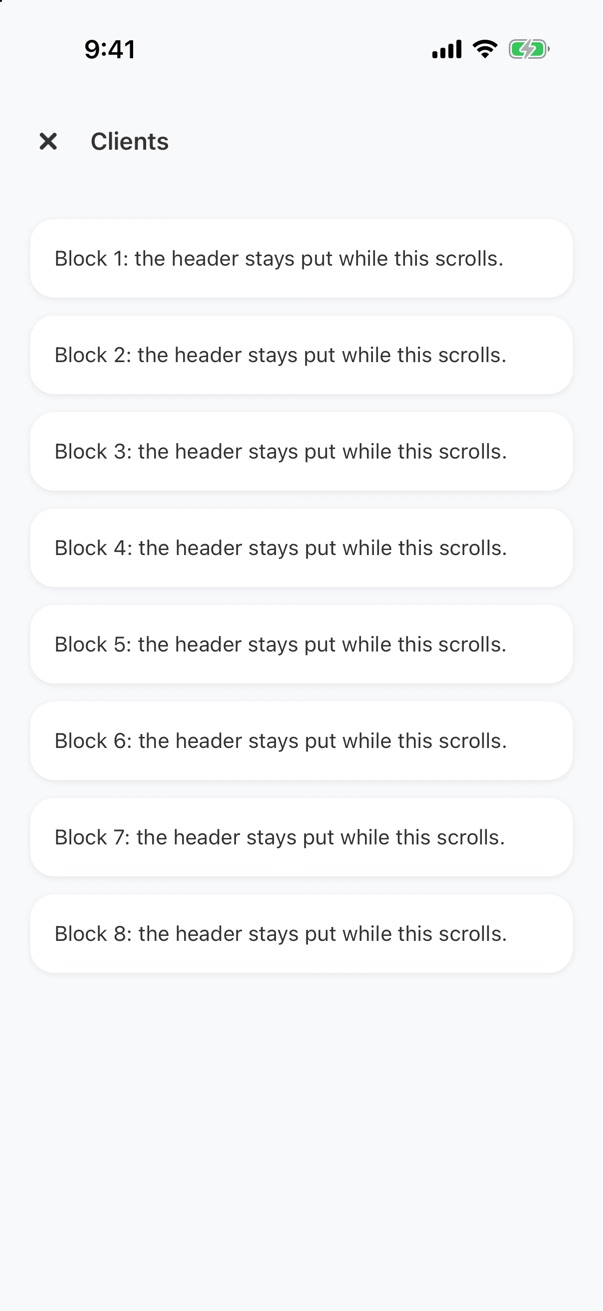 9:41
Clients
Block 1: the header stays put while this scrolls.
Block 2: the header stays put while this scrolls.
Block 3: the header stays put while this scrolls.
Block 4: the header stays put while this scrolls.
Block 5: the header stays put while this scrolls.
Block 6: the header stays put while this scrolls.
Block 7: the header stays put while this scrolls.
Block 8: the header stays put while this scrolls.